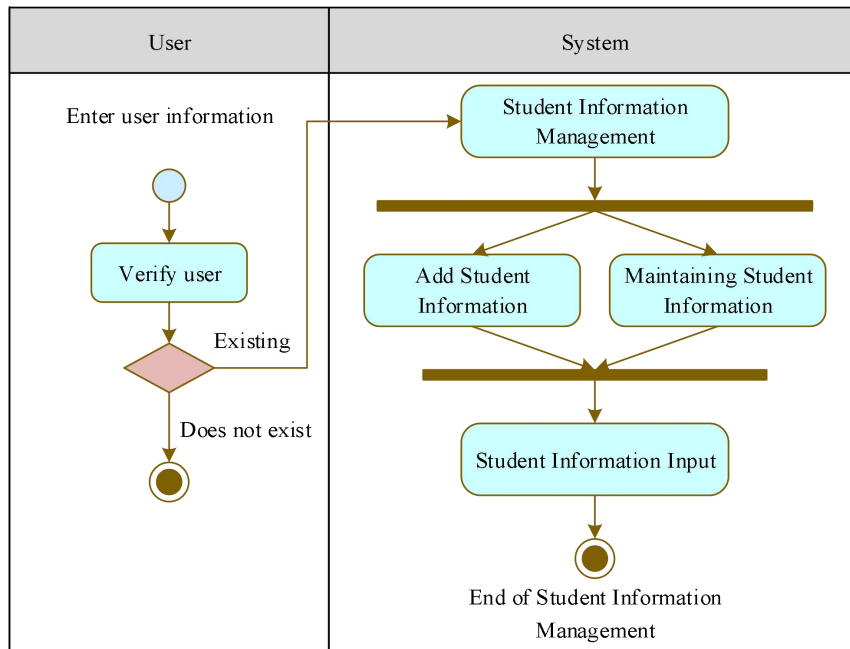 User
System
Enter user information
Verify user
Existing
Does not exist
Student Information
Management
Add Student
Information
Maintaining Student
Information
Student Information Input
End of Student Information
Management